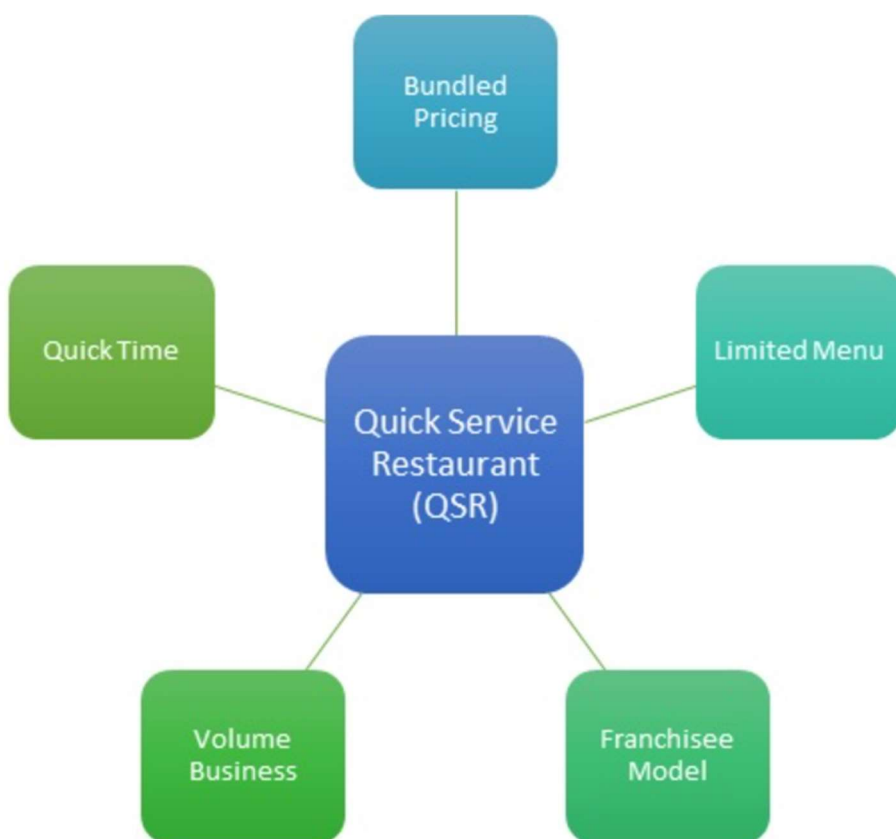 Bundled
Pricing
Quick Time
Limited Menu
Quick Service
Restaurant
(QSR)
Volume
Business
Franchisee
Model